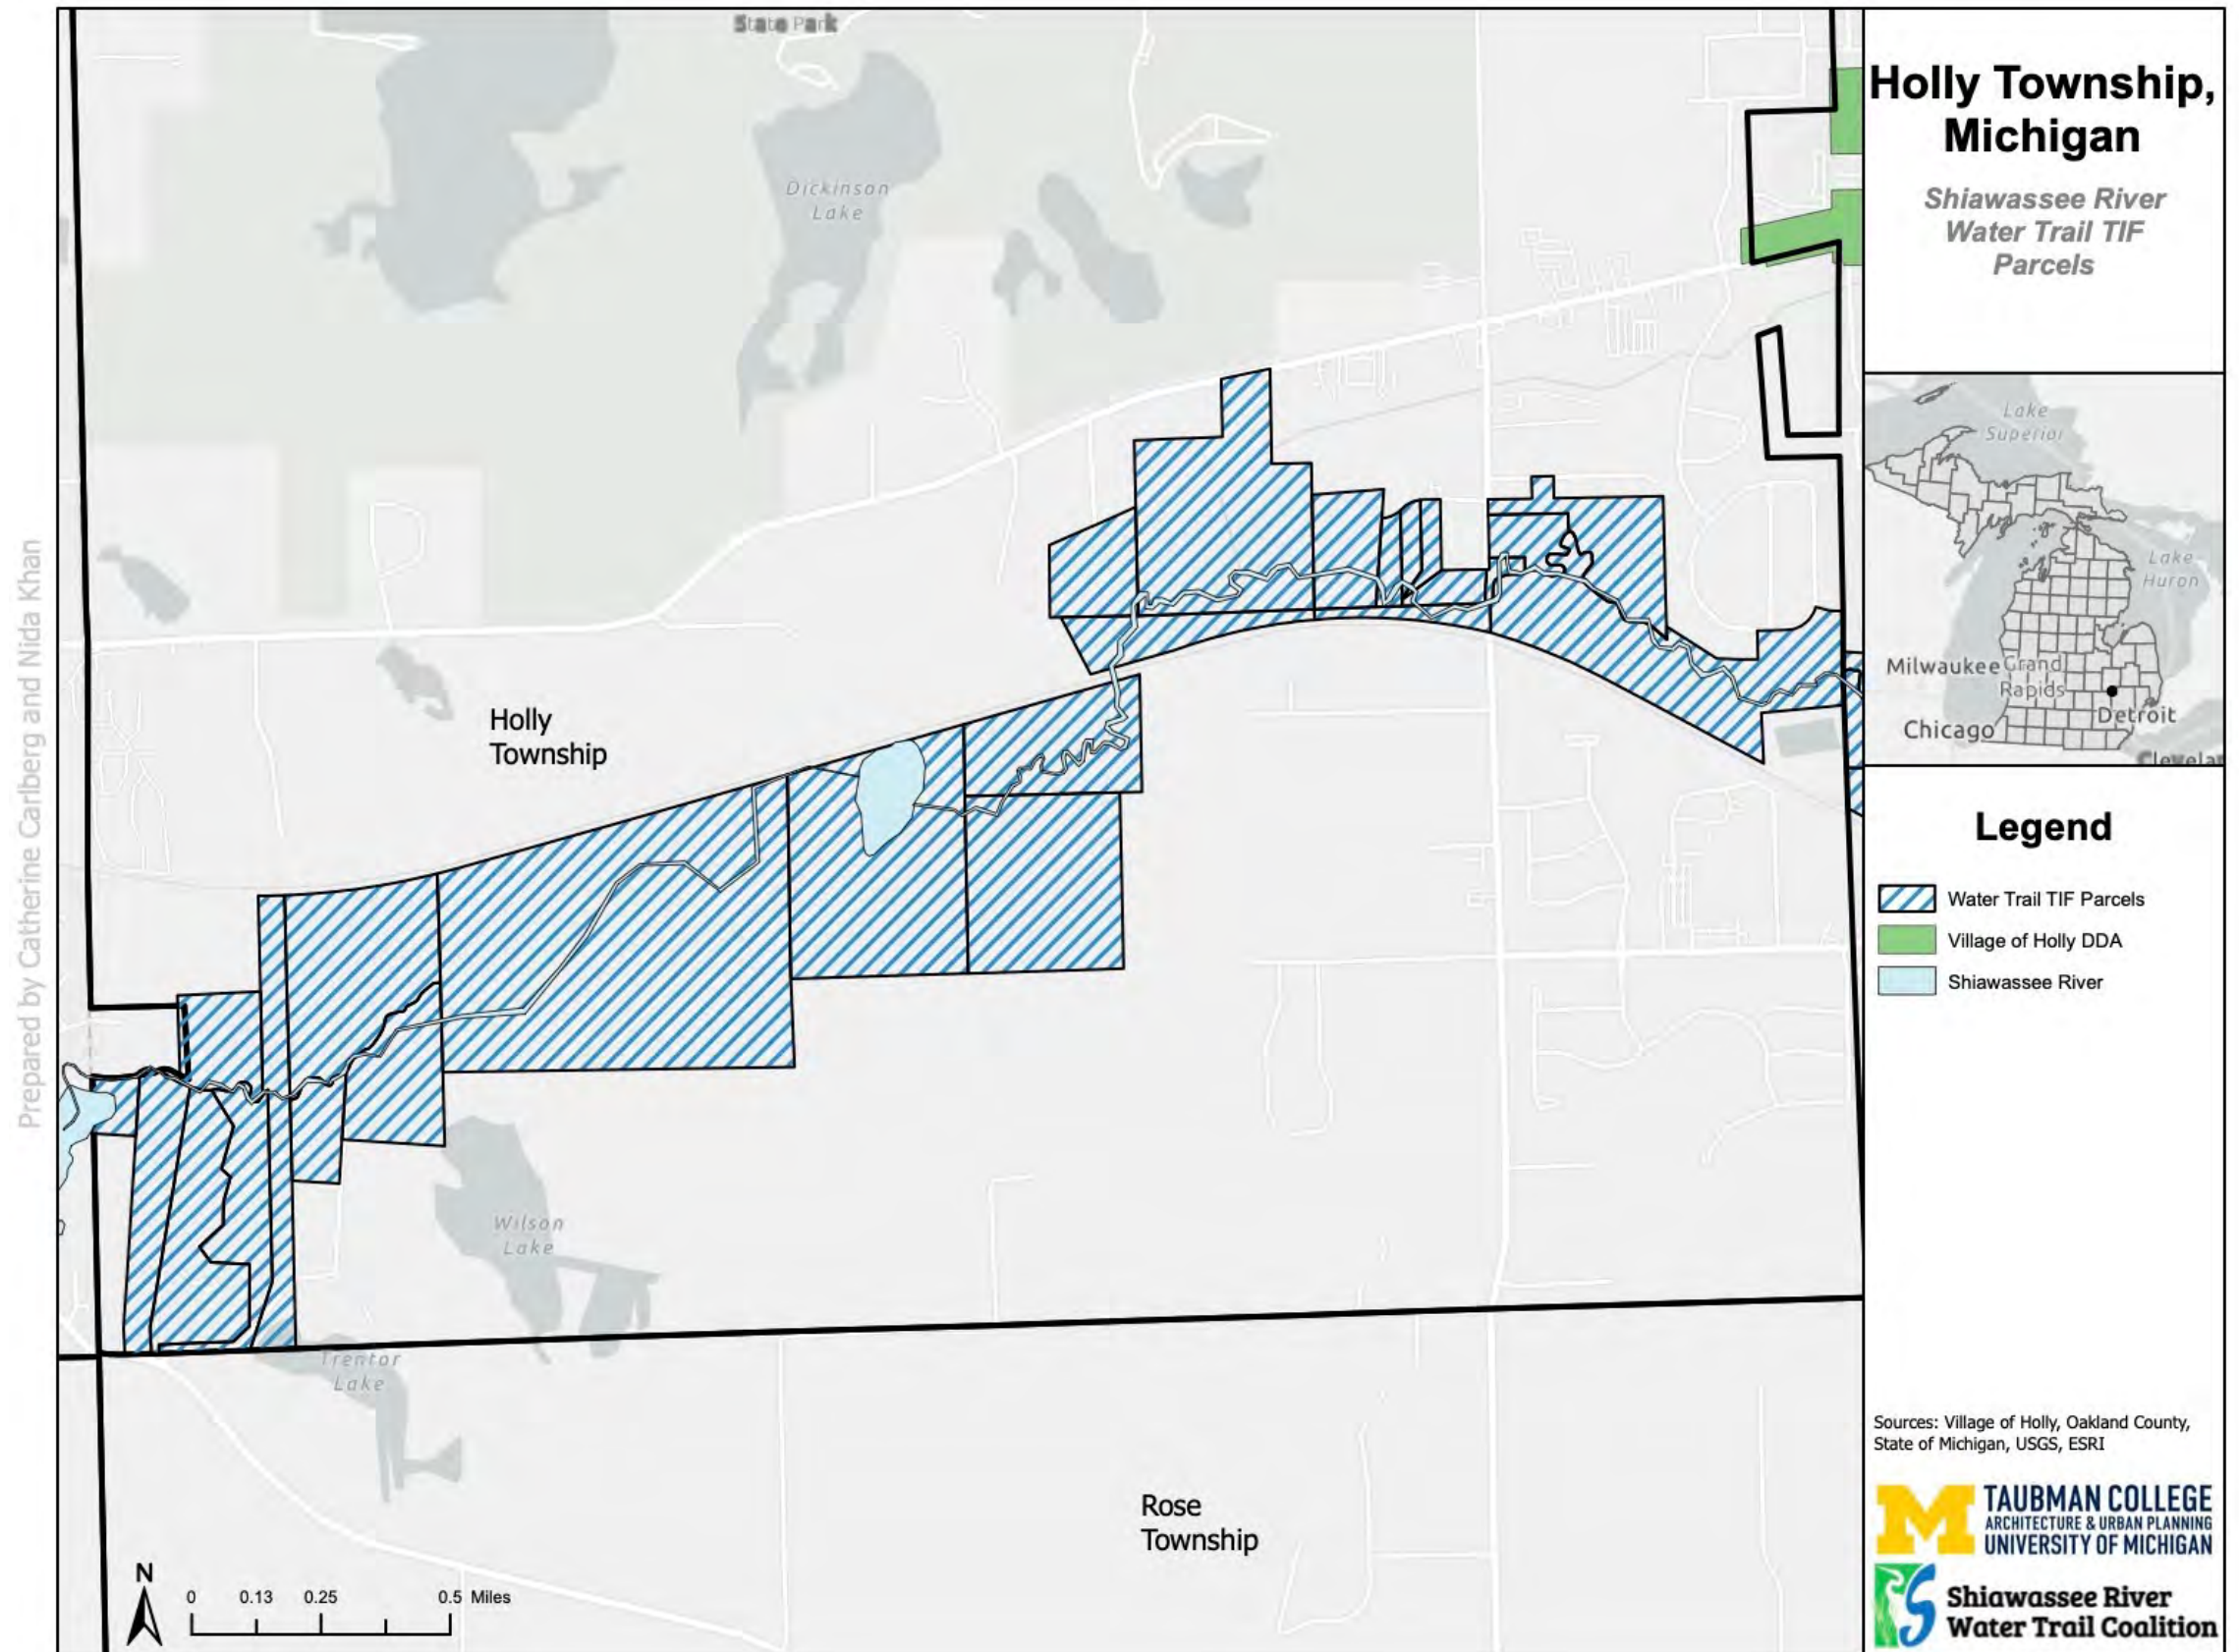 Holly Township,
Michigan
Shiawassee River
Water Trail TIF
Parcels
State Park
Dickinson
Lake
Holly
Township
Wilson
Lake
Trentor
Lake
Rose
Township
N
0 0.13 0.25 0.5 Miles
Prepared by Catherine Carlberg and Nida Khan
Lake
Superior
Lake
Huron
Milwaukee
Grand
Rapids
Detroit
Chicago
Clevelan
Legend
Water Trail TIF Parcels
Village of Holly DDA
Shiawassee River
Sources: Village of Holly, Oakland County,
State of Michigan, USGS, ESRI
M
TAUBMAN COLLEGE
ARCHITECTURE & URBAN PLANNING
UNIVERSITY OF MICHIGAN
Shiawassee River
Water Trail Coalition